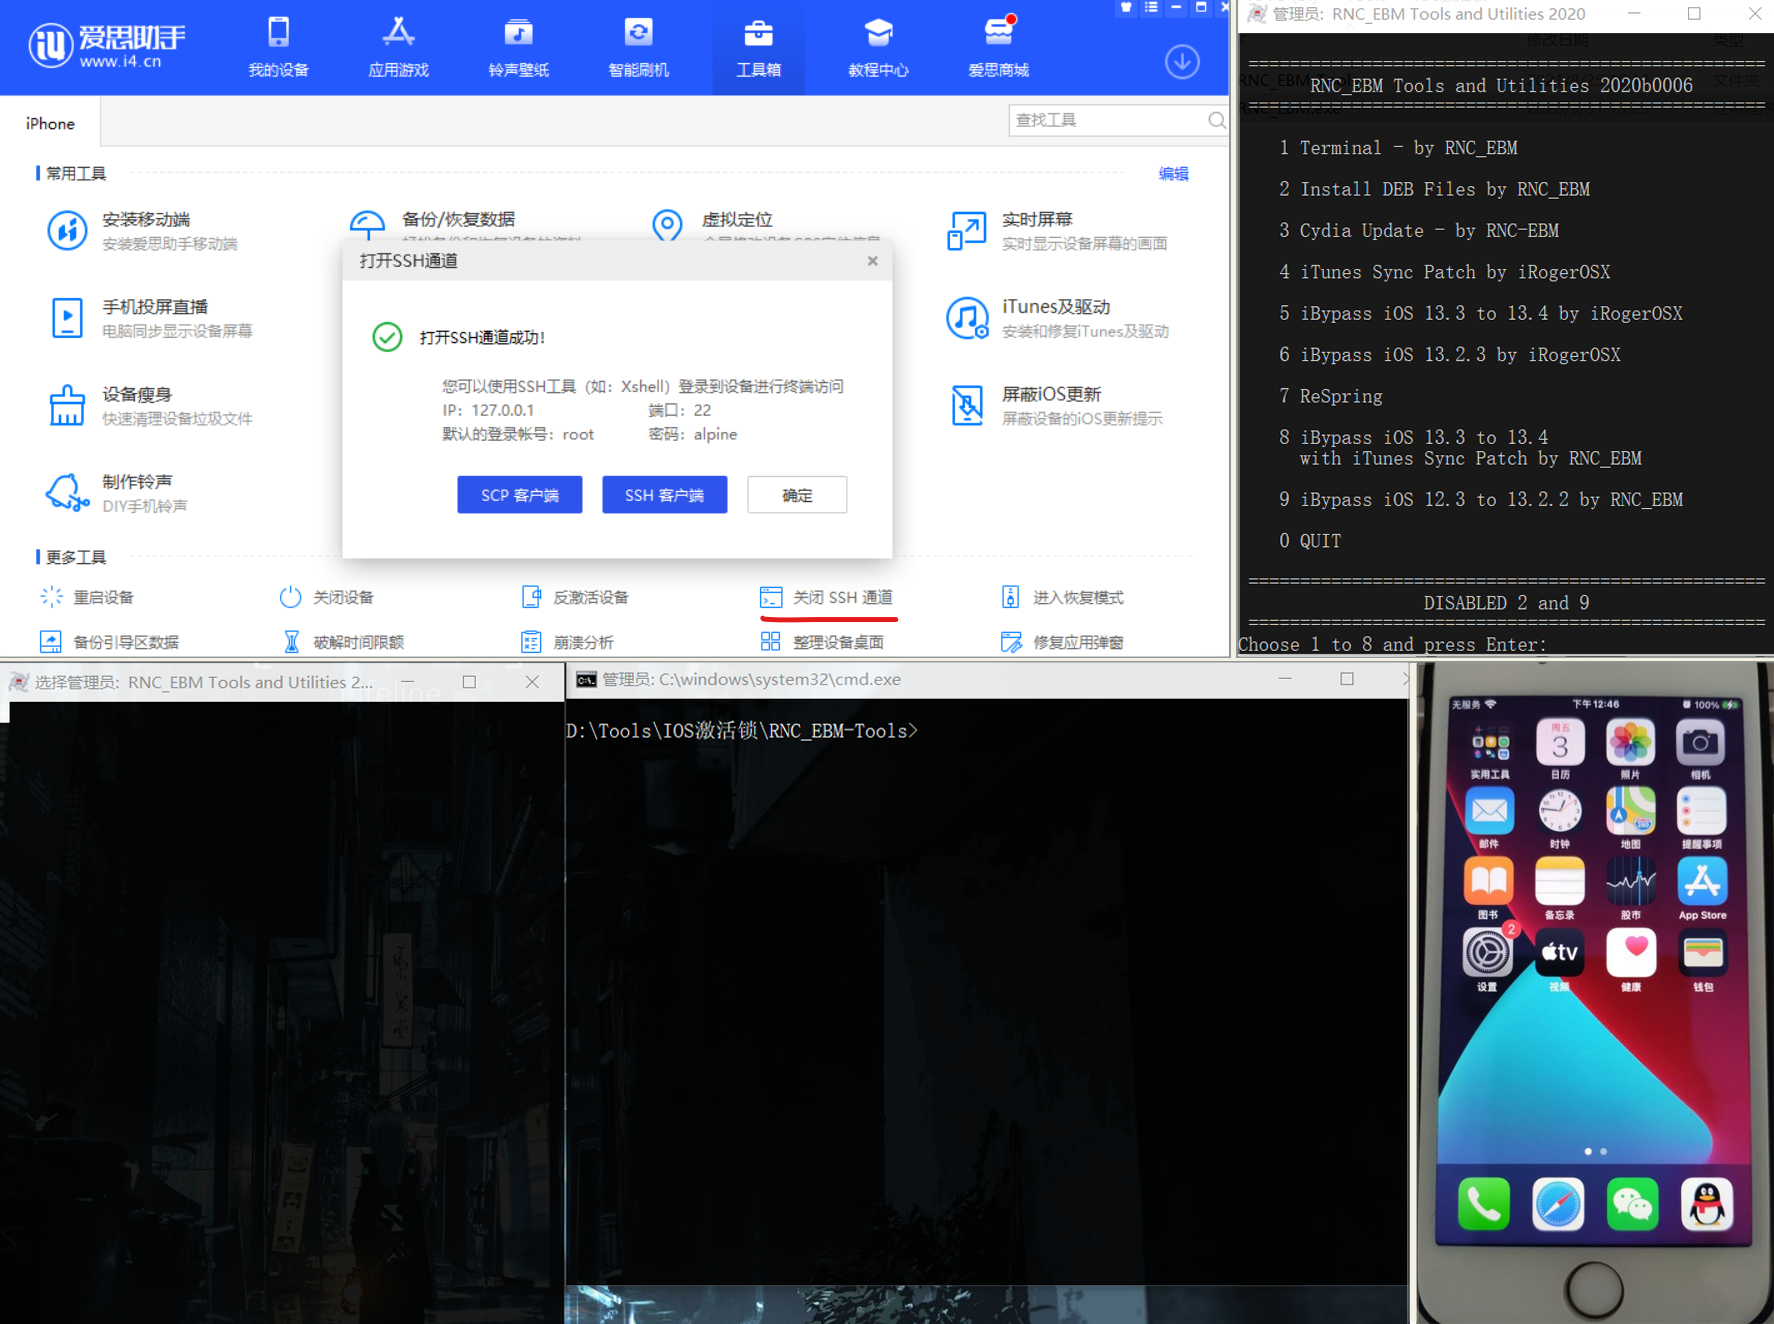 爱思助手
www.i4.cn
我的设备
应用游戏
铃声壁纸
智能刷机
工具箱
教程中心
爱思商城
iPhone
查找工具
常用工具
编辑
安装移动端
安装爱思助手移动端
备份/恢复数据
虚拟定位
实时屏幕
实时显示设备屏幕的画面
手机投屏直播
电脑同步显示设备屏幕
iTunes及驱动
安装和修复iTunes及驱动
设备瘦身
快速清理设备垃圾文件
屏蔽iOS更新
屏蔽设备的iOS更新提示
制作铃声
DIY手机铃声
打开SSH通道
打开SSH通道成功!
您可以使用SSH工具（如：Xshell）登录到设备进行终端访问
IP：127.0.0.1 端口：22
默认的登录帐号：root 密码：alpine
SCP 客户端
SSH 客户端
确定
更多工具
重启设备
关闭设备
反激活设备
关闭 SSH 通道
进入恢复模式
备份引导区数据
破解时间限额
崩溃分析
整理设备桌面
修复应用弹窗
管理员: RNC_EBM Tools and Utilities 2020
RNC_EBM Tools and Utilities 2020b0006
1 Terminal - by RNC_EBM
2 Install DEB Files by RNC_EBM
3 Cydia Update - by RNC-EBM
4 iTunes Sync Patch by iRogerOSX
5 iBypass iOS 13.3 to 13.4 by iRogerOSX
6 iBypass iOS 13.2.3 by iRogerOSX
7 ReSpring
8 iBypass iOS 13.3 to 13.4
with iTunes Sync Patch by RNC_EBM
9 iBypass iOS 12.3 to 13.2.2 by RNC_EBM
0 QUIT
DISABLED 2 and 9
Choose 1 to 8 and press Enter:
选择管理员: RNC_EBM Tools and Utilities 2...
管理员: C:\windows\system32\cmd.exe
D:\Tools\IOS激活锁\RNC_EBM-Tools>
无服务 下午12:46 100%
周五
3
实用工具 日历 照片 相机
邮件 时钟 地图 提醒事项
图书 备忘录 股市 App Store
2
tv
设置 视频 健康 钱包